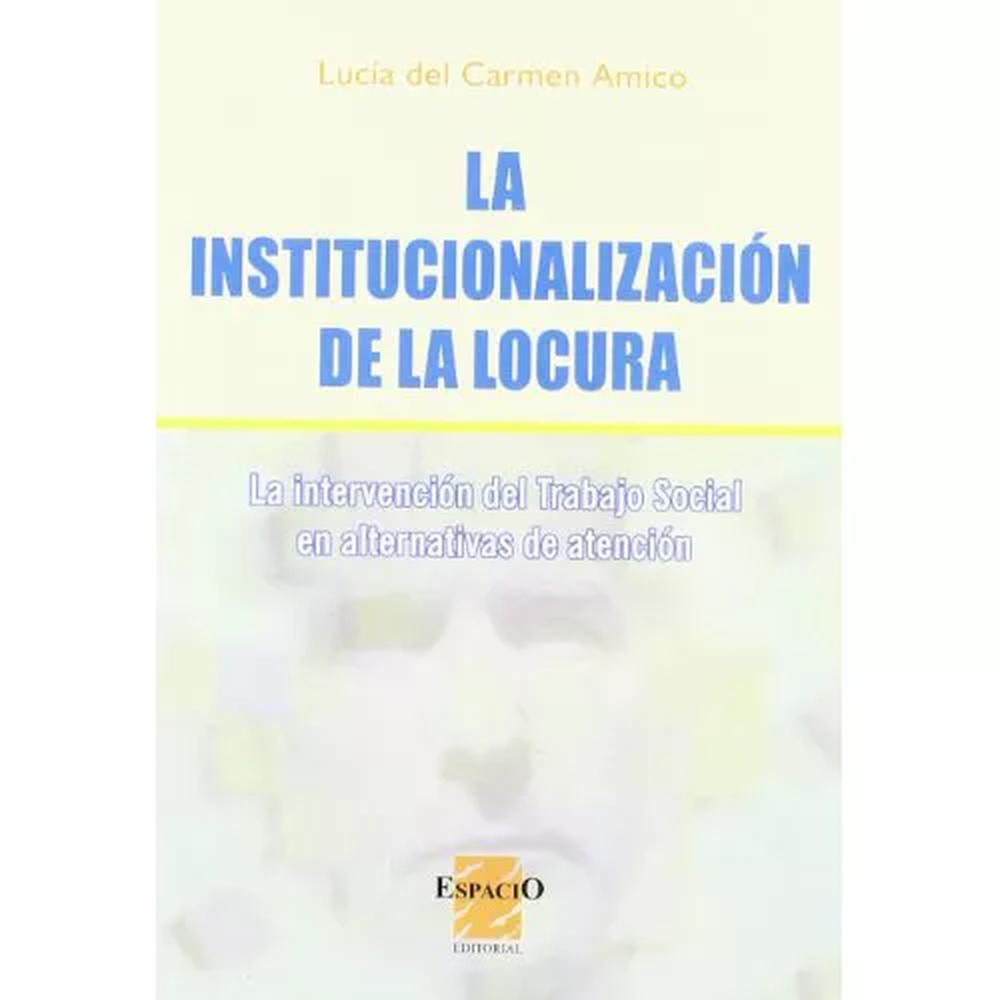 Lucía del Carmen Amico
LA
INSTITUCIONALIZACIÓN
DE LA LOCURA
La intervención del Trabajo Social
en alternativas de atención
ESPACIO
EDITORIAL